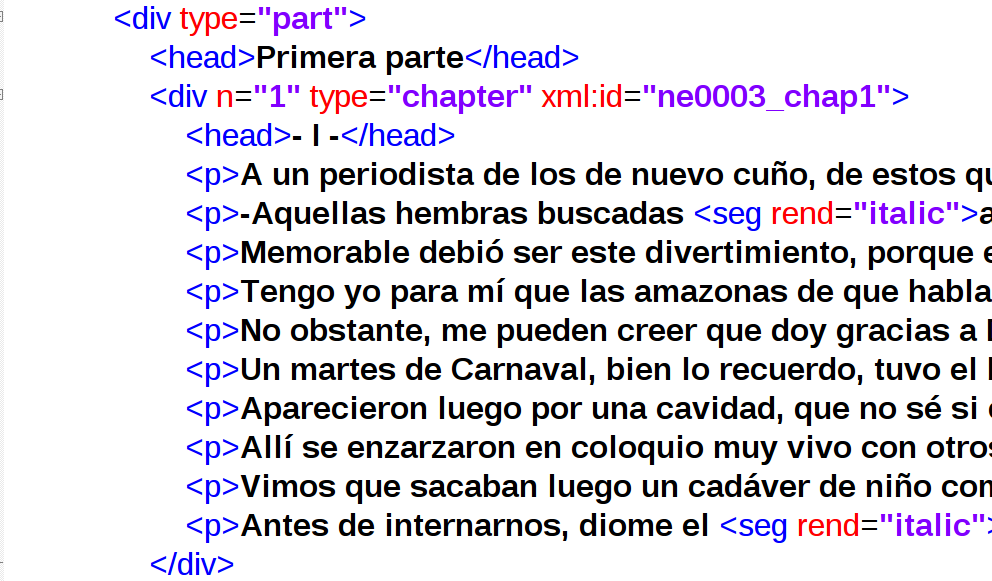 <div type="part">
<head>Primera parte</head>
<div n="1" type="chapter" xml:id="ne0003_chap1">
<head>- I -</head>
<p>A un periodista de los de nuevo cuño, de estos qu
<p>-Aquellas hembras buscadas <seg rend="italic">a
<p>Memorable debió ser este divertimiento, porque e
<p>Tengo yo para mí que las amazonas de que habla
<p>No obstante, me pueden creer que doy gracias a
<p>Un martes de Carnaval, bien lo recuerdo, tuvo el
<p>Aparecieron luego por una cavidad, que no sé si
<p>Allí se enzarzaron en coloquio muy vivo con otros
<p>Vimos que sacaban luego un cadáver de niño com
<p>Antes de internarnos, diome el <seg rend="italic">
</div>